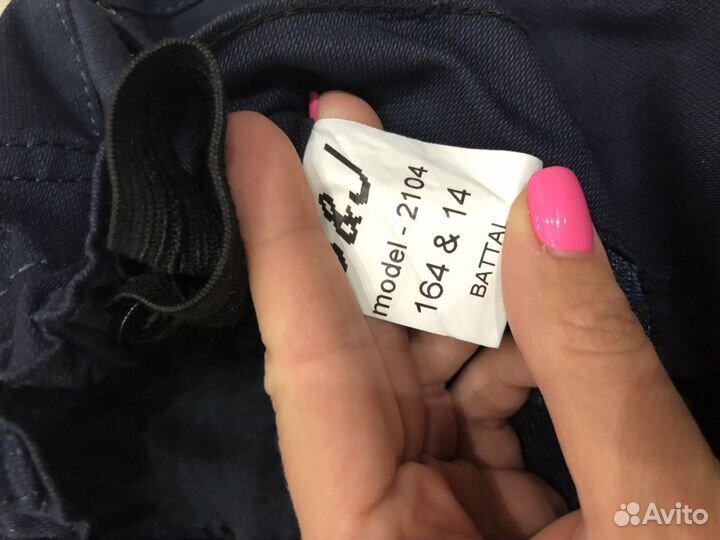 &J
model - 2104
164 & 14
BATTAL
Avito